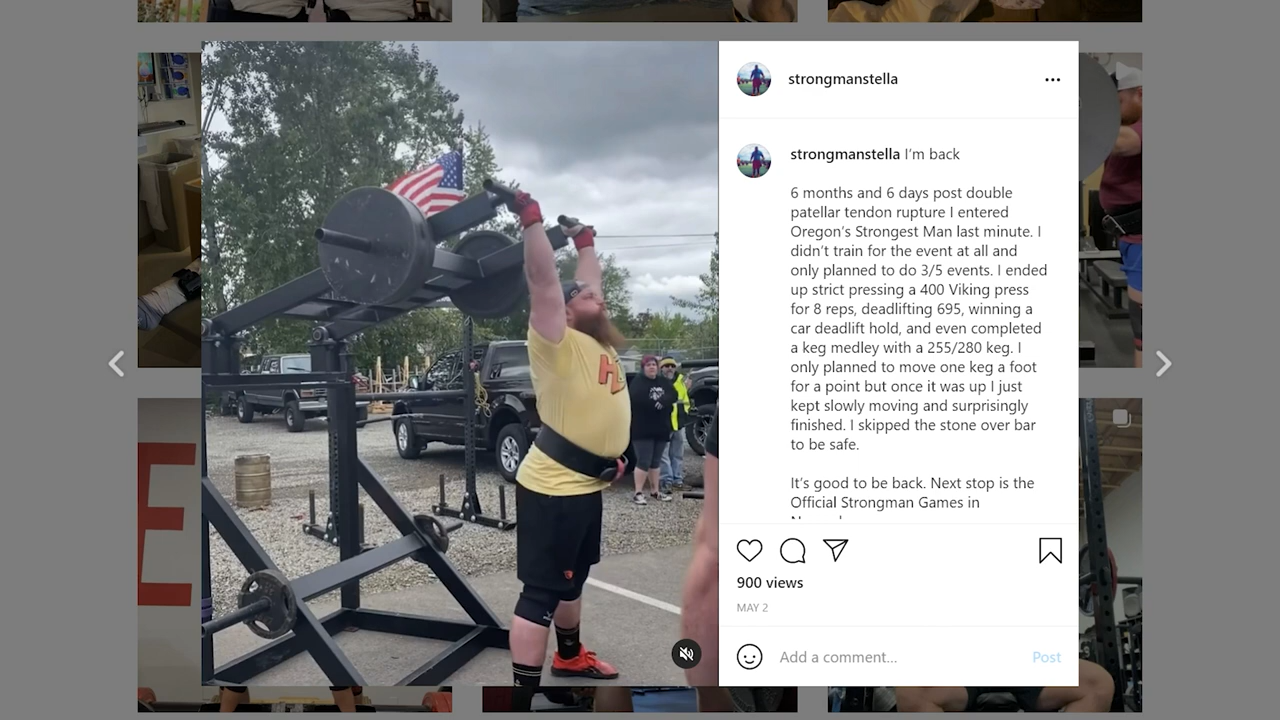 strongmanstella
strongmanstella I'm back
6 months and 6 days post double
patellar tendon rupture I entered
Oregon's Strongest Man last minute. I
didn't train for the event at all and
only planned to do 3/5 events. I ended
up strict pressing a 400 Viking press
for 8 reps, deadlifting 695, winning a
car deadlift hold, and even completed
a keg medley with a 255/280 keg. I
only planned to move one keg a foot
for a point but once it was up I just
kept slowly moving and surprisingly
finished. I skipped the stone over bar
to be safe.
It's good to be back. Next stop is the
Official Strongman Games in
900 views
MAY 2
Add a comment...
Post
E